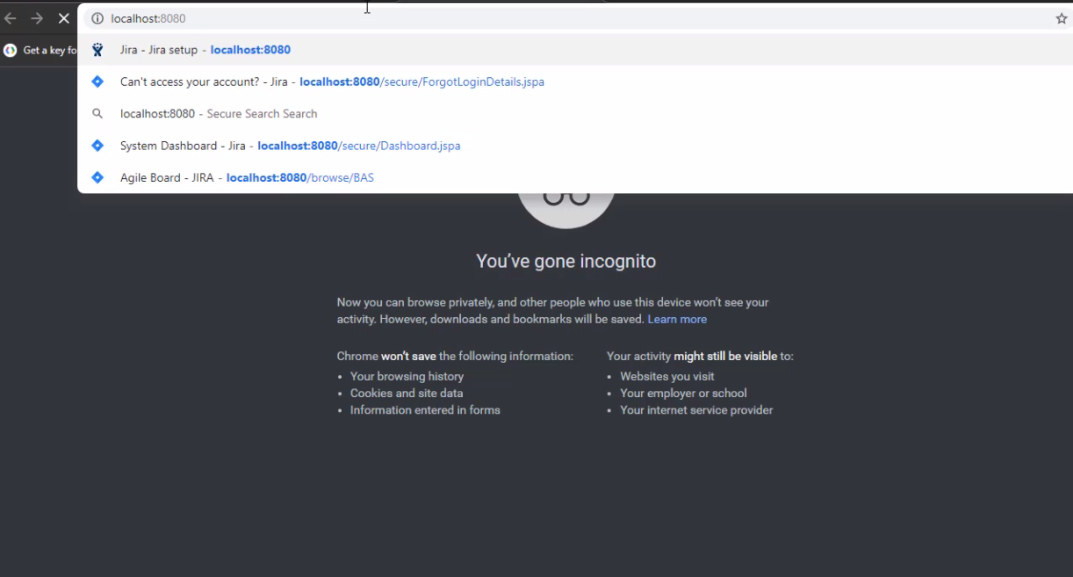 localhost:8080
Get a key fo
Jira - Jira setup - localhost:8080
Can't access your account? - Jira - localhost:8080/secure/ForgotLoginDetails.jspa
localhost:8080 - Secure Search Search
System Dashboard - Jira - localhost:8080/secure/Dashboard.jspa
Agile Board - JIRA - localhost:8080/browse/BAS
You've gone incognito
Now you can browse privately, and other people who use this device won't see your
activity. However, downloads and bookmarks will be saved. Learn more
Chrome won't save the following information:
• Your browsing history
• Cookies and site data
• Information entered in forms
Your activity might still be visible to:
• Websites you visit
• Your employer or school
• Your internet service provider